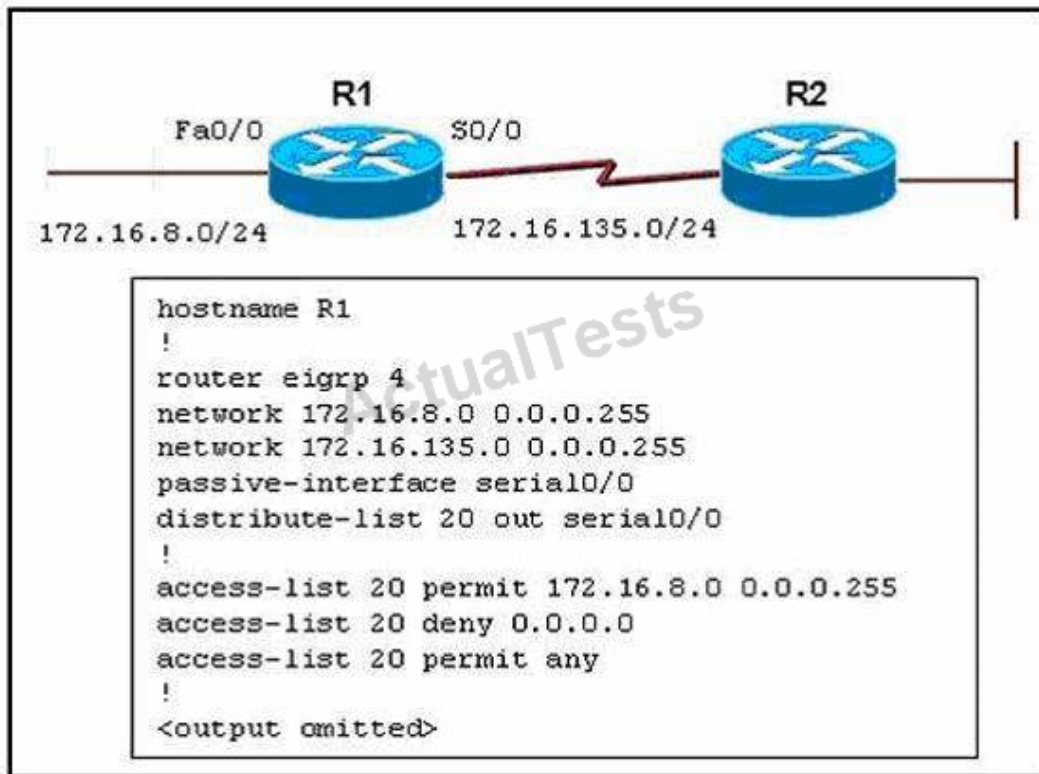 R1
R2
Fa0/0
S0/0
172.16.8.0/24
172.16.135.0/24
hostname R1
!
router eigrp 4
network 172.16.8.0 0.0.0.255
network 172.16.135.0 0.0.0.255
passive-interface serial0/0
distribute-list 20 out serial0/0
!
access-list 20 permit 172.16.8.0 0.0.0.255
access-list 20 deny 0.0.0.0
access-list 20 permit any
!
<output omitted>
ActualTests